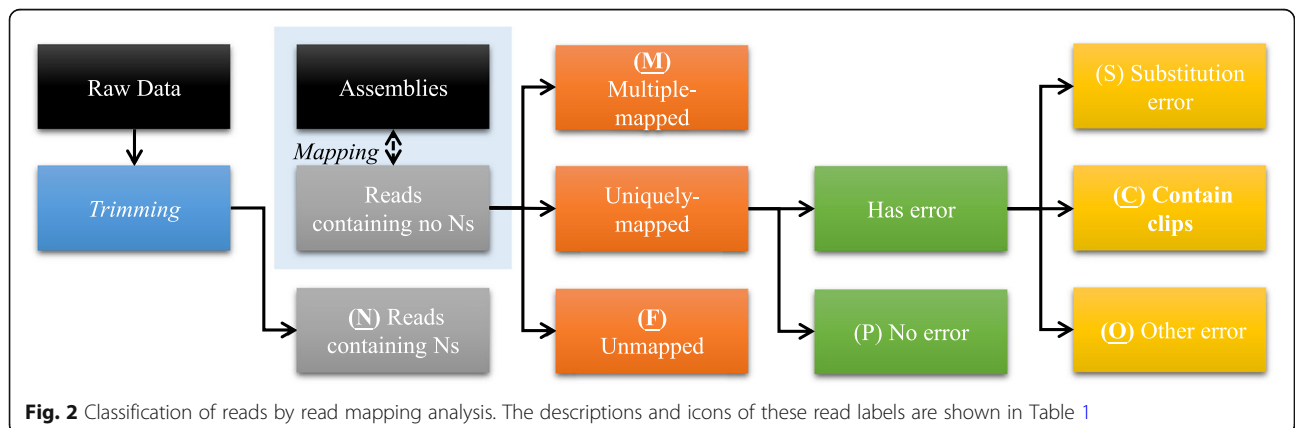 Raw Data
Trimming
Assemblies
Mapping
Reads
containing no Ns
(N) Reads
containing Ns
(M)
Multiple-
mapped
Uniquely-
mapped
(F)
Unmapped
Has error
(P) No error
(S) Substitution
error
(C) Contain
clips
(O) Other error
Fig. 2 Classification of reads by read mapping analysis. The descriptions and icons of these read labels are shown in Table 1